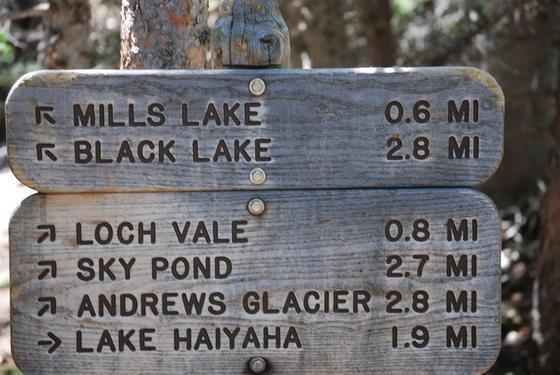 ↖ MILLS LAKE 0.6 MI
↖ BLACK LAKE 2.8 MI
↗ LOCH VALE 0.8 MI
↗ SKY POND 2.7 MI
↗ ANDREWS GLACIER 2.8 MI
→ LAKE HAIYAHA 1.9 MI